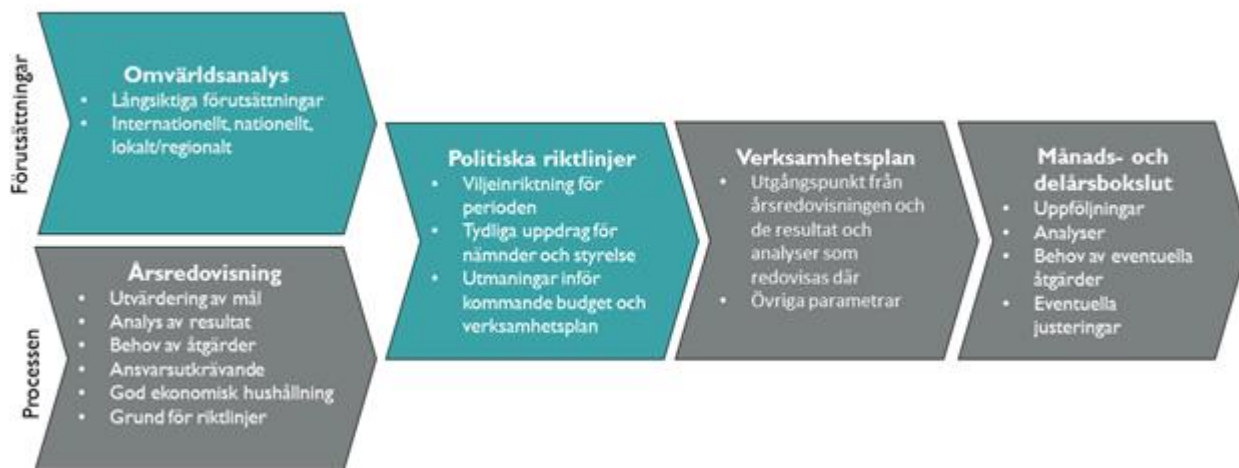 Förutsättningar
Omvärldsanalys
• Långsiktiga förutsättningar
• Internationellt, nationellt,
lokalt/regionalt
Processen
Årsredovisning
• Utvärdering av mål
• Analys av resultat
• Behov av åtgärder
• Ansvarsutkrävande
• God ekonomisk hushållning
• Grund för riktlinjer
Politiska riktlinjer
• Viljeinriktning för
perioden
• Tydliga uppdrag för
nämnder och styrelse
• Utmaningar inför
kommande budget och
verksamhetsplan
Verksamhetsplan
• Utgångspunkt från
årsredovisningen och
de resultat och
analyser som
redovisas där
• Övriga parametrar
Månads- och
delårsbokslut
• Uppföljningar
• Analyser
• Behov av eventuella
åtgärder
• Eventuella
justeringar